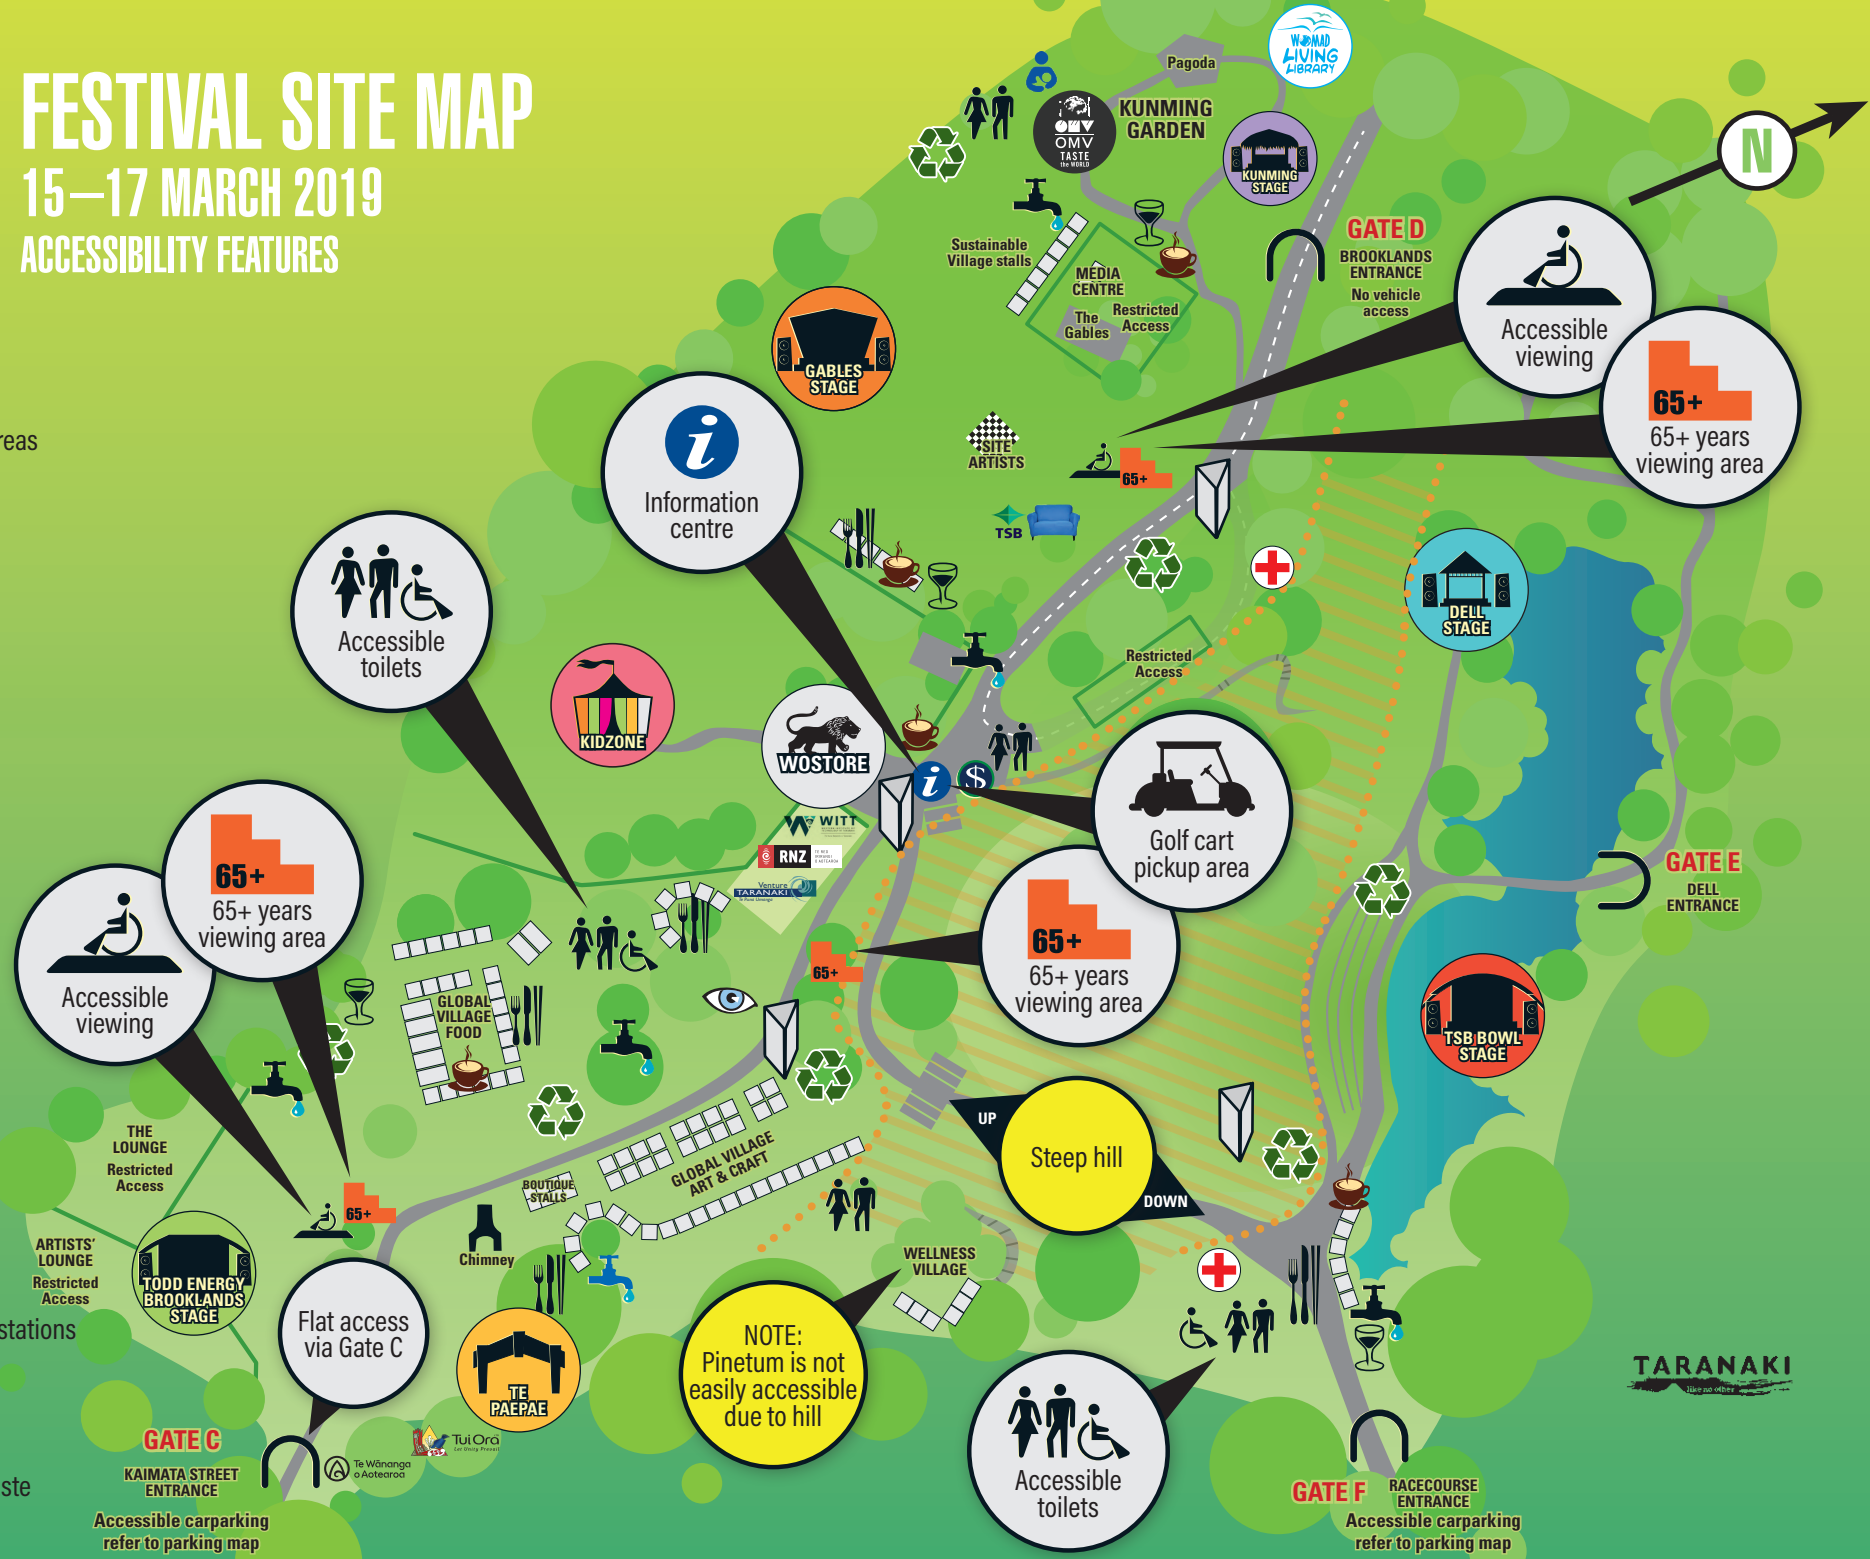 FESTIVAL SITE MAP
15–17 MARCH 2019
ACCESSIBILITY FEATURES
reas
stations
ste
WOMAD
LIVING
LIBRARY
Pagoda
OMV
OMV
TASTE
the WORLD
KUNMING
GARDEN
KUNMING
STAGE
N
GATE D
BROOKLANDS
ENTRANCE
No vehicle
access
Sustainable
Village stalls
MEDIA
CENTRE
The
Gables
Restricted
Access
GABLES
STAGE
Accessible
viewing
65+
65+ years
viewing area
SITE
ARTISTS
65+
TSB
i
Information
centre
Accessible
toilets
DELL
STAGE
Restricted
Access
KIDZONE
WOSTORE
i
$
Golf cart
pickup area
WITT
RNZ
Venture
TARANAKI
65+
65+ years
viewing area
65+
65+
65+ years
viewing area
Accessible
viewing
GATE E
DELL
ENTRANCE
GLOBAL
VILLAGE
FOOD
TSB BOWL
STAGE
UP
Steep hill
DOWN
THE
LOUNGE
Restricted
Access
GLOBAL VILLAGE
ART & CRAFT
BOUTIQUE
STALLS
65+
Chimney
ARTISTS'
LOUNGE
Restricted
Access
TODD ENERGY
BROOKLANDS
STAGE
WELLNESS
VILLAGE
Flat access
via Gate C
NOTE:
Pinetum is not
easily accessible
due to hill
TE
PAEPAE
TARANAKI
like no other
Accessible
toilets
GATE C
KAIMATA STREET
ENTRANCE
Accessible carparking
refer to parking map
Te Wānanga
o Aotearoa
Tui Ora
GATE F
RACECOURSE
ENTRANCE
Accessible carparking
refer to parking map